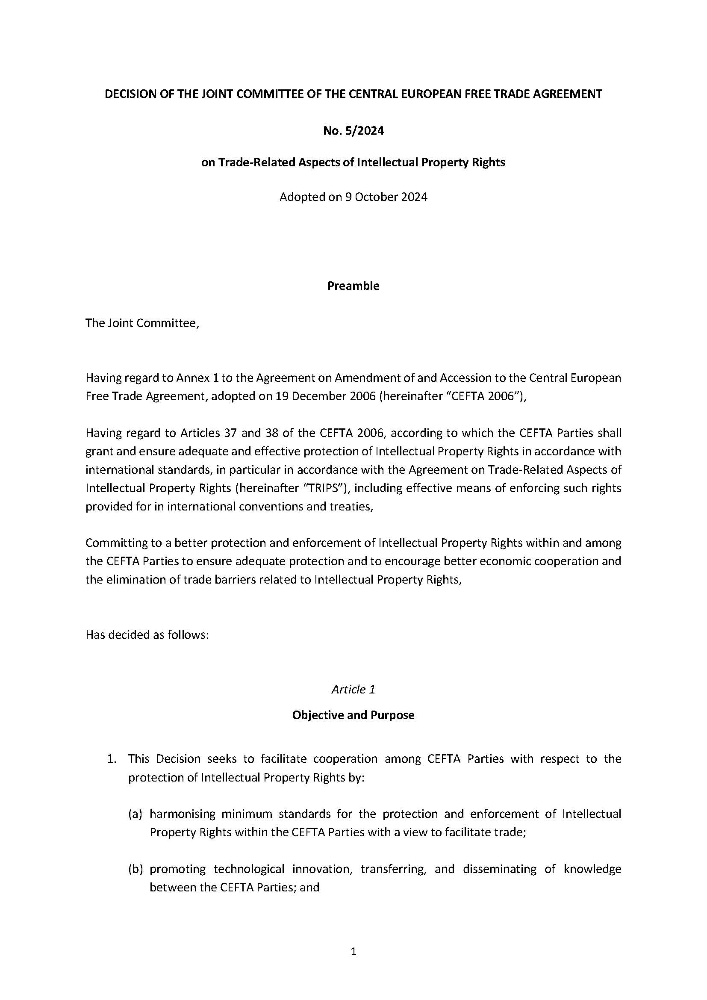 DECISION OF THE JOINT COMMITTEE OF THE CENTRAL EUROPEAN FREE TRADE AGREEMENT
No. 5/2024
on Trade-Related Aspects of Intellectual Property Rights
Adopted on 9 October 2024
Preamble
The Joint Committee,
Having regard to Annex 1 to the Agreement on Amendment of and Accession to the Central European
Free Trade Agreement, adopted on 19 December 2006 (hereinafter “CEFTA 2006”),
Having regard to Articles 37 and 38 of the CEFTA 2006, according to which the CEFTA Parties shall
grant and ensure adequate and effective protection of Intellectual Property Rights in accordance with
international standards, in particular in accordance with the Agreement on Trade-Related Aspects of
Intellectual Property Rights (hereinafter “TRIPS”), including effective means of enforcing such rights
provided for in international conventions and treaties,
Committing to a better protection and enforcement of Intellectual Property Rights within and among
the CEFTA Parties to ensure adequate protection and to encourage better economic cooperation and
the elimination of trade barriers related to Intellectual Property Rights,
Has decided as follows:
Article 1
Objective and Purpose
1. This Decision seeks to facilitate cooperation among CEFTA Parties with respect to the
protection of Intellectual Property Rights by:
(a) harmonising minimum standards for the protection and enforcement of Intellectual
Property Rights within the CEFTA Parties with a view to facilitate trade;
(b) promoting technological innovation, transferring, and disseminating of knowledge
between the CEFTA Parties; and
1